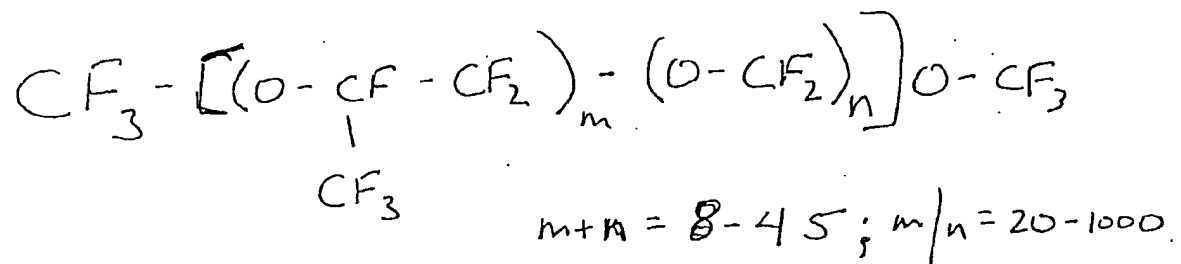 CF₃-[(O-CF-CF₂)ₘ-(O-CF₂)ₙ]O-CF₃
CF₃
m+n = 8-45; m/n = 20-1000.